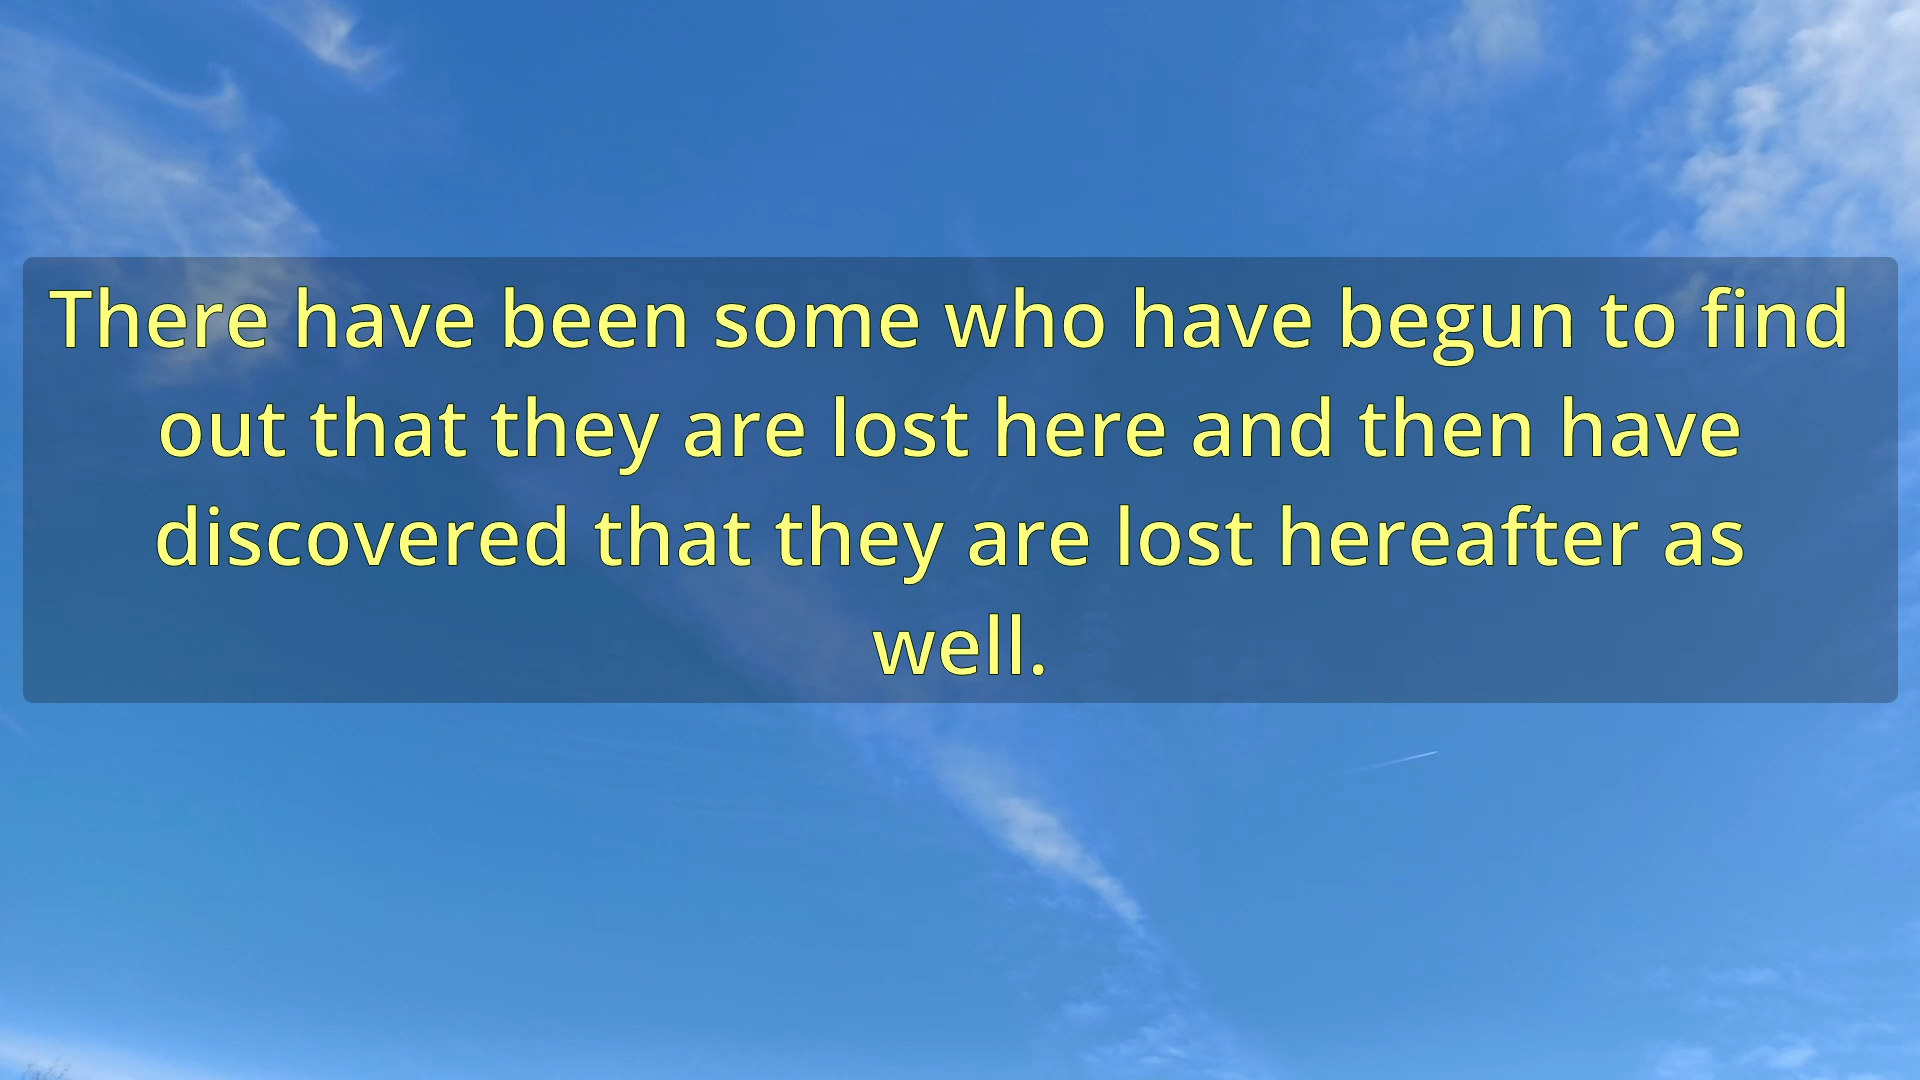 There have been some who have begun to find
out that they are lost here and then have
discovered that they are lost hereafter as
well.